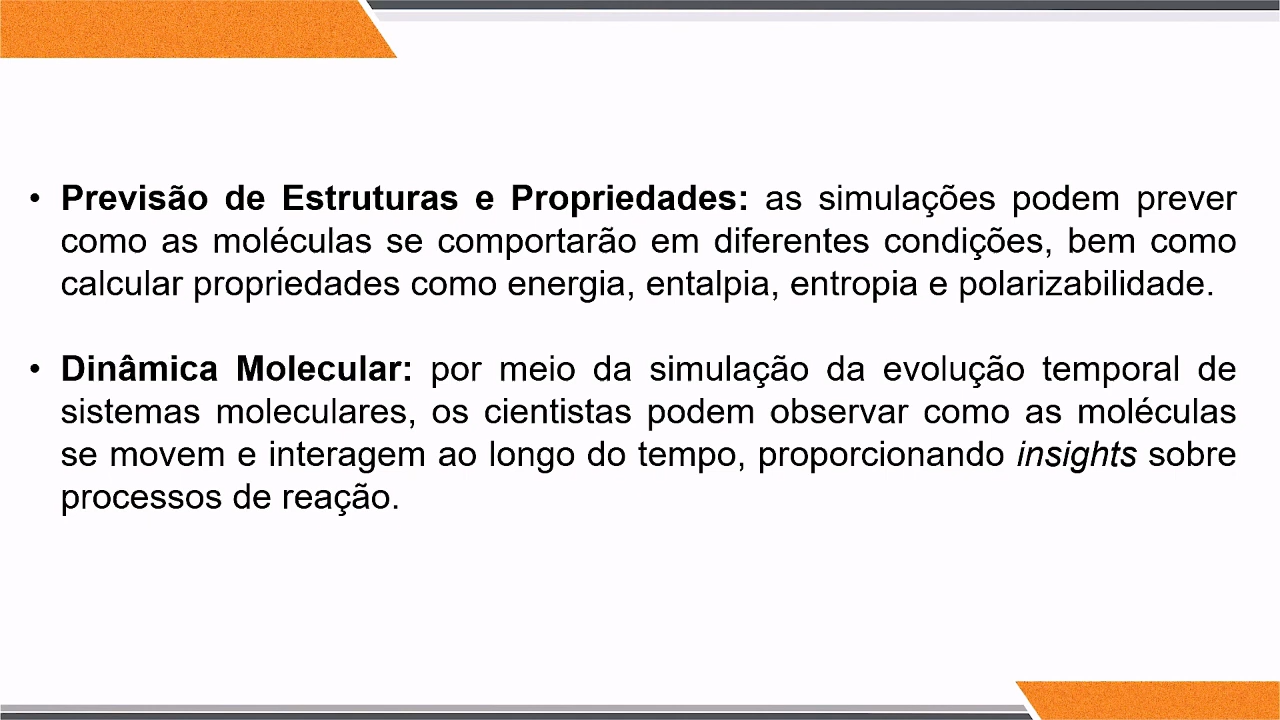 • Previsão de Estruturas e Propriedades: as simulações podem prever
como as moléculas se comportarão em diferentes condições, bem como
calcular propriedades como energia, entalpia, entropia e polarizabilidade.
• Dinâmica Molecular: por meio da simulação da evolução temporal de
sistemas moleculares, os cientistas podem observar como as moléculas
se movem e interagem ao longo do tempo, proporcionando insights sobre
processos de reação.